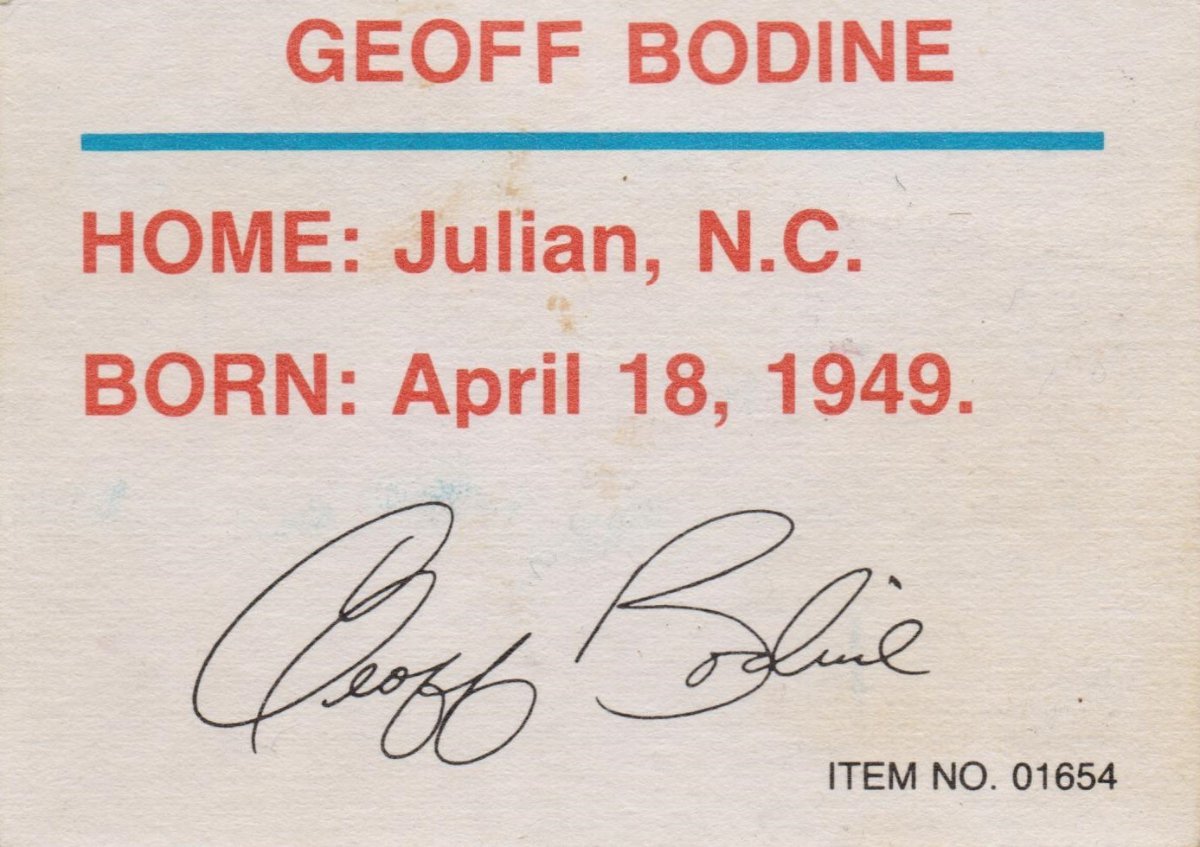 GEOFF BODINE
HOME: Julian, N.C.
BORN: April 18, 1949.
Geoff Bodine
ITEM NO. 01654